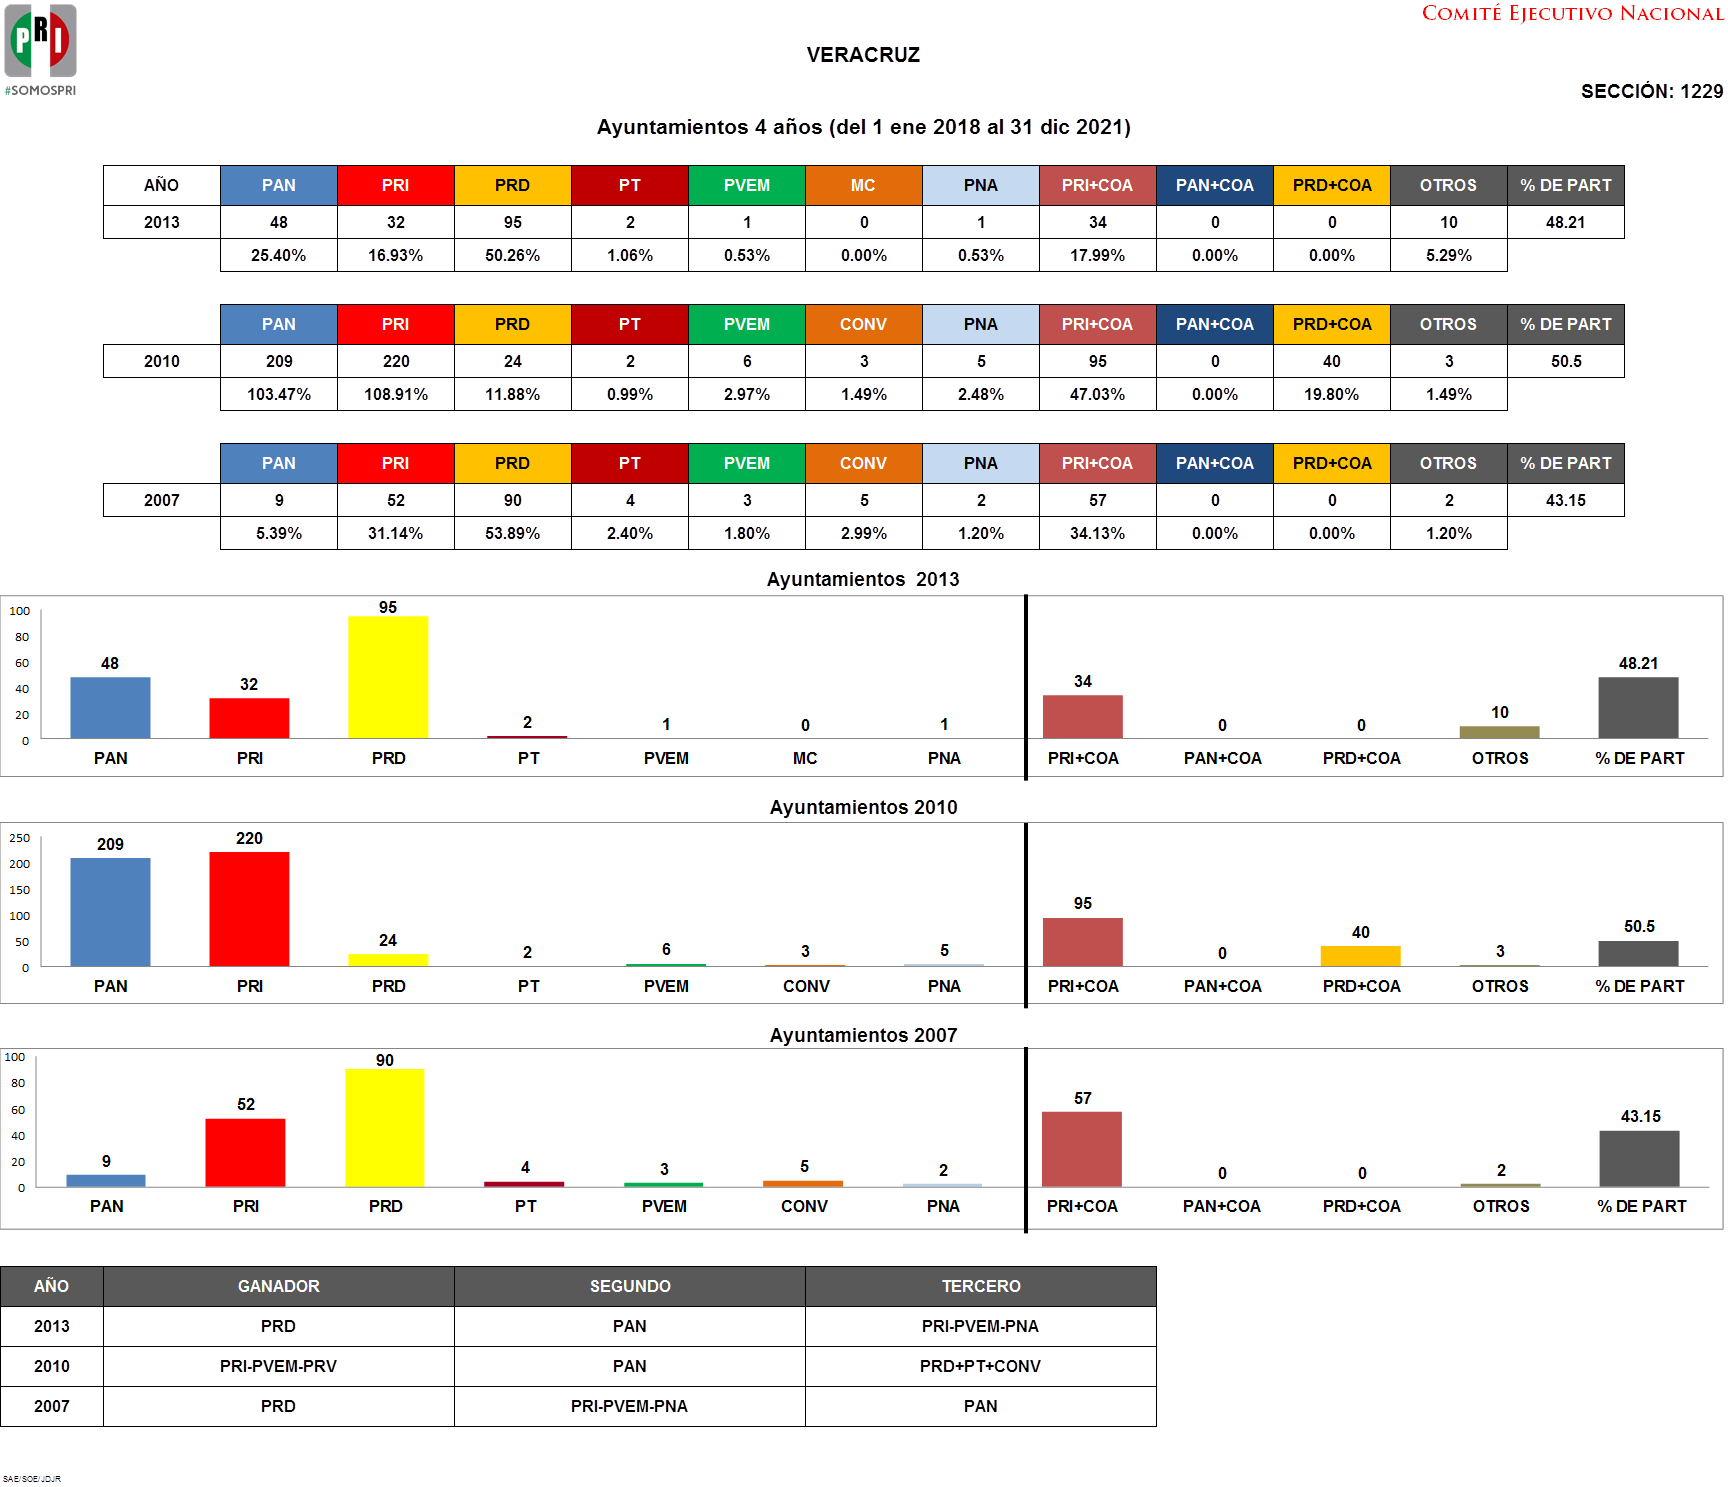 PRI
#SOMOSPRI
COMITÉ EJECUTIVO NACIONAL
VERACRUZ
SECCIÓN: 1229
Ayuntamientos 4 años (del 1 ene 2018 al 31 dic 2021)
AÑO PAN PRI PRD PT PVEM MC PNA PRI+COA PAN+COA PRD+COA OTROS % DE PART
2013 48 32 95 2 1 0 1 34 0 0 10 48.21
25.40% 16.93% 50.26% 1.06% 0.53% 0.00% 0.53% 17.99% 0.00% 0.00% 5.29%
PAN PRI PRD PT PVEM CONV PNA PRI+COA PAN+COA PRD+COA OTROS % DE PART
2010 209 220 24 2 6 3 5 95 0 40 3 50.5
103.47% 108.91% 11.88% 0.99% 2.97% 1.49% 2.48% 47.03% 0.00% 19.80% 1.49%
PAN PRI PRD PT PVEM CONV PNA PRI+COA PAN+COA PRD+COA OTROS % DE PART
2007 9 52 90 4 3 5 2 57 0 0 2 43.15
5.39% 31.14% 53.89% 2.40% 1.80% 2.99% 1.20% 34.13% 0.00% 0.00% 1.20%
Ayuntamientos 2013
100
80
60
40
20
0
48 32 95 2 1 0 1 34 0 0 10 48.21
PAN PRI PRD PT PVEM MC PNA PRI+COA PAN+COA PRD+COA OTROS % DE PART
Ayuntamientos 2010
250
200
150
100
50
0
209 220 24 2 6 3 5 95 0 40 3 50.5
PAN PRI PRD PT PVEM CONV PNA PRI+COA PAN+COA PRD+COA OTROS % DE PART
Ayuntamientos 2007
100
80
60
40
20
0
9 52 90 4 3 5 2 57 0 0 2 43.15
PAN PRI PRD PT PVEM CONV PNA PRI+COA PAN+COA PRD+COA OTROS % DE PART
AÑO GANADOR SEGUNDO TERCERO
2013 PRD PAN PRI-PVEM-PNA
2010 PRI-PVEM-PRV PAN PRD+PT+CONV
2007 PRD PRI-PVEM-PNA PAN
SAE/SOE/JDJR